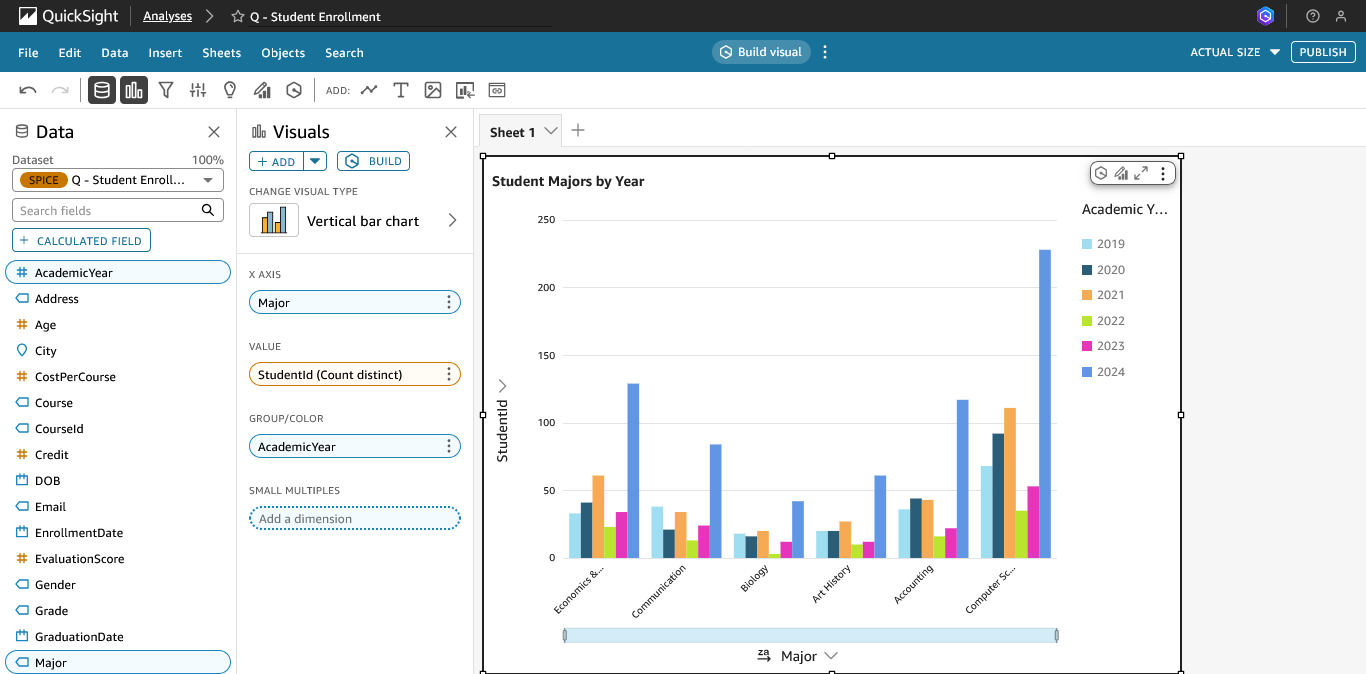 QuickSight
Analyses
Q - Student Enrollment
File Edit Data Insert Sheets Objects Search
Build visual
ACTUAL SIZE
PUBLISH
ADD:
Data
Dataset
100%
SPICE Q - Student Enroll...
Search fields
+ CALCULATED FIELD
AcademicYear
Address
Age
City
CostPerCourse
Course
CourseId
Credit
DOB
Email
EnrollmentDate
EvaluationScore
Gender
Grade
GraduationDate
Major
Visuals
+ ADD
BUILD
CHANGE VISUAL TYPE
Vertical bar chart
X AXIS
Major
VALUE
StudentId (Count distinct)
GROUP/COLOR
AcademicYear
SMALL MULTIPLES
Add a dimension
Sheet 1
Student Majors by Year
250
200
150
100
50
0
StudentId
Economics &...
Communication
Biology
Art History
Accounting
Computer Sc...
za
Major
Academic Y...
2019
2020
2021
2022
2023
2024